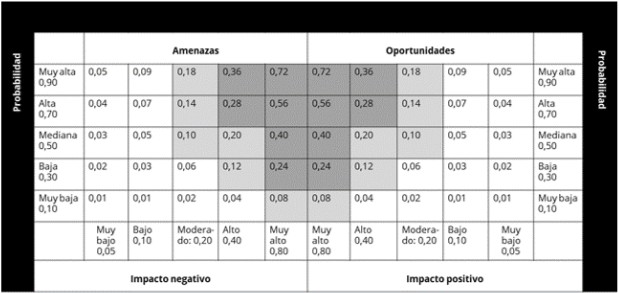 Amenazas Oportunidades
Probabilidad
Muy alta 0,05 0,09 0,18 0,36 0,72 0,72 0,36 0,18 0,09 0,05 Muy alta
0,90 0,90
Alta 0,04 0,07 0,14 0,28 0,56 0,56 0,28 0,14 0,07 0,04 Alta
0,70 0,70
Mediana 0,03 0,05 0,10 0,20 0,40 0,40 0,20 0,10 0,05 0,03 Mediana
0,50 0,50
Baja 0,02 0,03 0,06 0,12 0,24 0,24 0,12 0,06 0,03 0,02 Baja
0,30 0,30
Muy baja 0,01 0,01 0,02 0,04 0,08 0,08 0,04 0,02 0,01 0,01 Muy baja
0,10 0,10
Probabilidad
Muy Bajo Modera- Alto Muy Muy Alto Modera- Bajo Muy
bajo 0,10 do: 0,20 0,40 alto alto 0,40 do: 0,20 0,10 bajo
0,05 0,80 0,80 0,05
Impacto negativo Impacto positivo